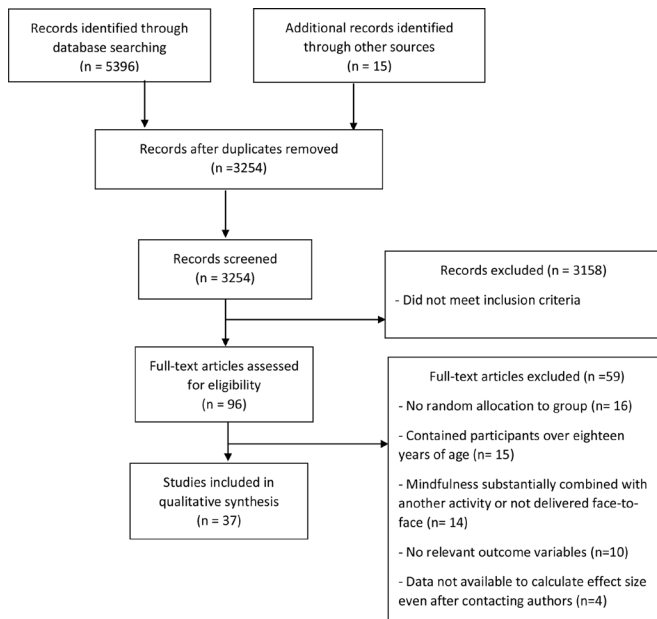 Records identified through
database searching
(n = 5396)
Additional records identified
through other sources
(n = 15)
Records after duplicates removed
(n =3254)
Records screened
(n = 3254)
Records excluded (n = 3158)
- Did not meet inclusion criteria
Full-text articles assessed
for eligibility
(n = 96)
Full-text articles excluded (n =59)
- No random allocation to group (n= 16)
- Contained participants over eighteen
years of age (n= 15)
- Mindfulness substantially combined with
another activity or not delivered face-to-
face (n= 14)
- No relevant outcome variables (n=10)
- Data not available to calculate effect size
even after contacting authors (n=4)
Studies included in
qualitative synthesis
(n = 37)